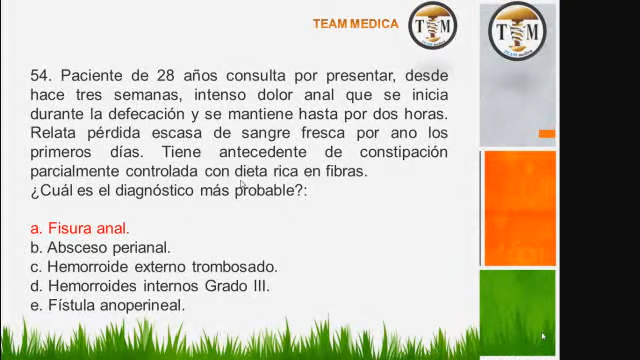 TEAM MEDICA
T M
T M
54. Paciente de 28 años consulta por presentar, desde
hace tres semanas, intenso dolor anal que se inicia
durante la defecación y se mantiene hasta por dos horas.
Relata pérdida escasa de sangre fresca por ano los
primeros días. Tiene antecedente de constipación
parcialmente controlada con dieta rica en fibras.
¿Cuál es el diagnóstico más probable?:
a. Fisura anal.
b. Absceso perianal.
c. Hemorroide externo trombosado.
d. Hemorroides internos Grado III.
e. Fístula anoperineal.